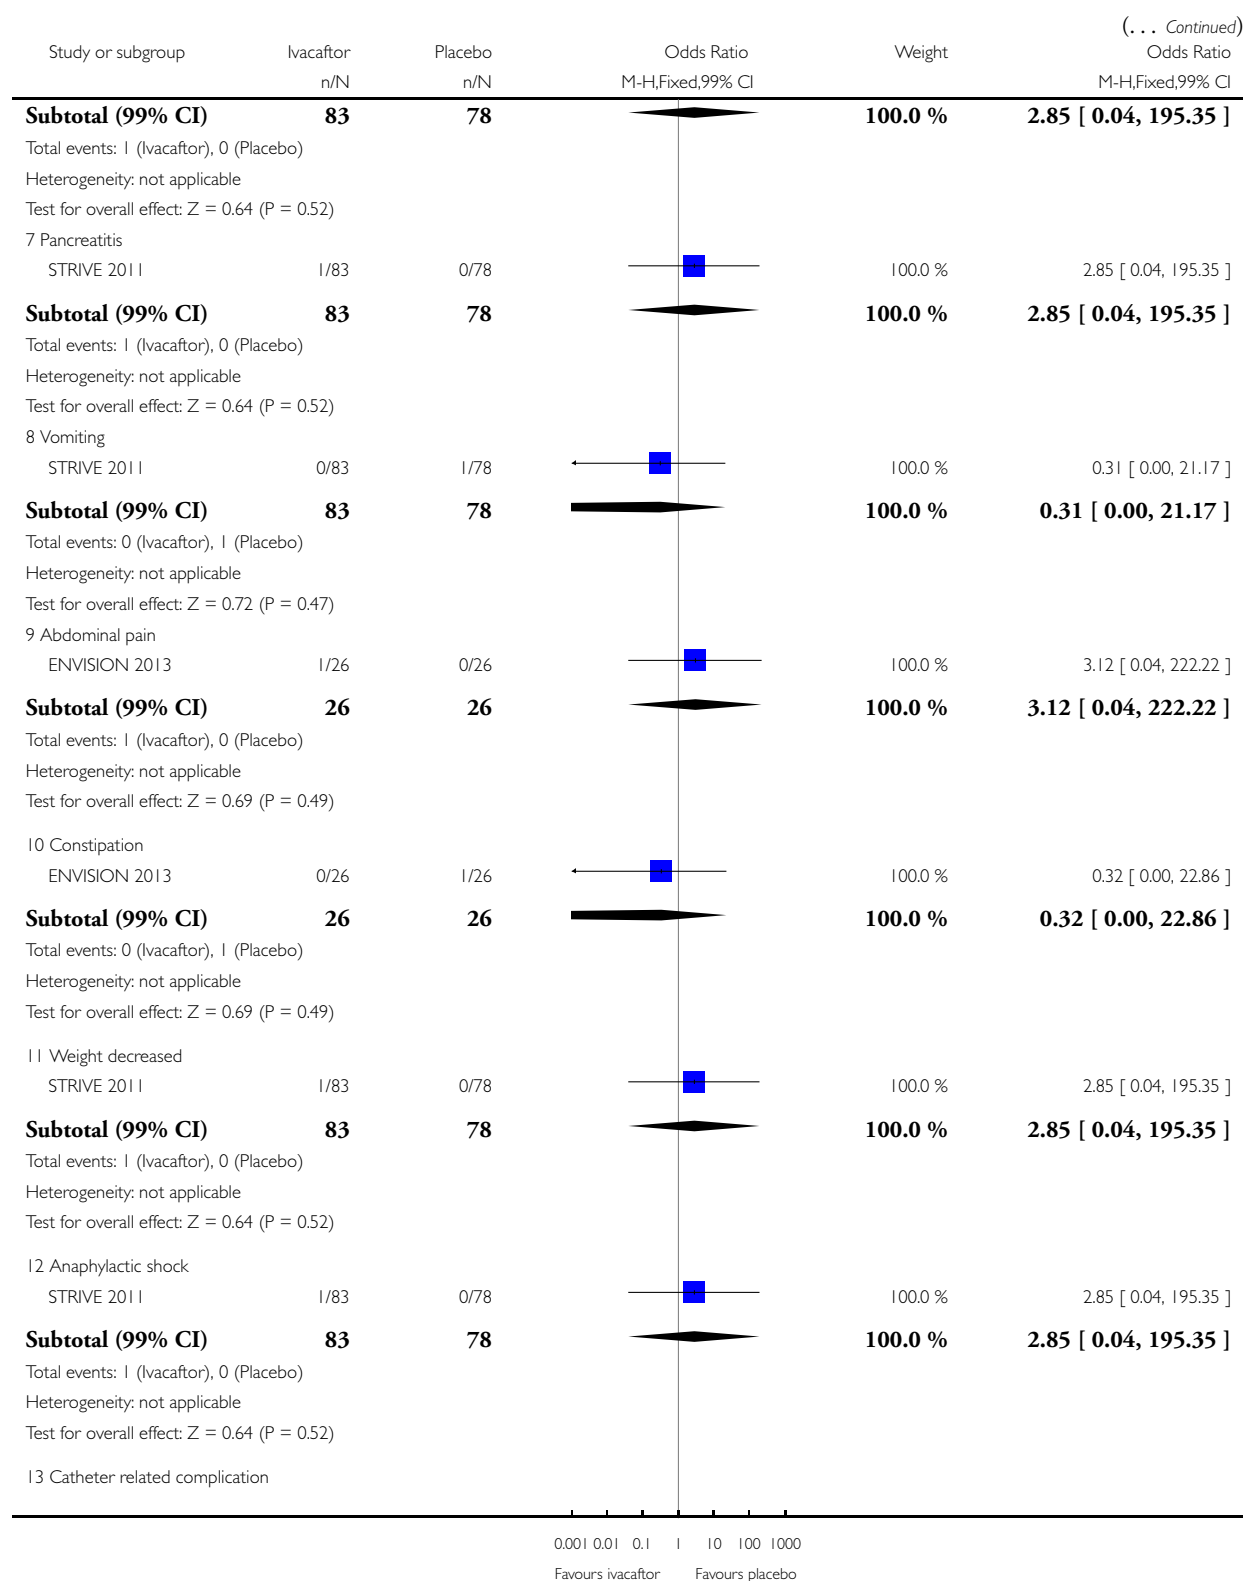 (... Continued)
Study or subgroup Ivacaftor Placebo Odds Ratio Weight Odds Ratio
n/N n/N M-H,Fixed,99% CI M-H,Fixed,99% CI
Subtotal (99% CI) 83 78 100.0 % 2.85 [ 0.04, 195.35 ]
Total events: 1 (Ivacaftor), 0 (Placebo)
Heterogeneity: not applicable
Test for overall effect: Z = 0.64 (P = 0.52)
7 Pancreatitis
STRIVE 2011 1/83 0/78 100.0 % 2.85 [ 0.04, 195.35 ]
Subtotal (99% CI) 83 78 100.0 % 2.85 [ 0.04, 195.35 ]
Total events: 1 (Ivacaftor), 0 (Placebo)
Heterogeneity: not applicable
Test for overall effect: Z = 0.64 (P = 0.52)
8 Vomiting
STRIVE 2011 0/83 1/78 100.0 % 0.31 [ 0.00, 21.17 ]
Subtotal (99% CI) 83 78 100.0 % 0.31 [ 0.00, 21.17 ]
Total events: 0 (Ivacaftor), 1 (Placebo)
Heterogeneity: not applicable
Test for overall effect: Z = 0.72 (P = 0.47)
9 Abdominal pain
ENVISION 2013 1/26 0/26 100.0 % 3.12 [ 0.04, 222.22 ]
Subtotal (99% CI) 26 26 100.0 % 3.12 [ 0.04, 222.22 ]
Total events: 1 (Ivacaftor), 0 (Placebo)
Heterogeneity: not applicable
Test for overall effect: Z = 0.69 (P = 0.49)
10 Constipation
ENVISION 2013 0/26 1/26 100.0 % 0.32 [ 0.00, 22.86 ]
Subtotal (99% CI) 26 26 100.0 % 0.32 [ 0.00, 22.86 ]
Total events: 0 (Ivacaftor), 1 (Placebo)
Heterogeneity: not applicable
Test for overall effect: Z = 0.69 (P = 0.49)
11 Weight decreased
STRIVE 2011 1/83 0/78 100.0 % 2.85 [ 0.04, 195.35 ]
Subtotal (99% CI) 83 78 100.0 % 2.85 [ 0.04, 195.35 ]
Total events: 1 (Ivacaftor), 0 (Placebo)
Heterogeneity: not applicable
Test for overall effect: Z = 0.64 (P = 0.52)
12 Anaphylactic shock
STRIVE 2011 1/83 0/78 100.0 % 2.85 [ 0.04, 195.35 ]
Subtotal (99% CI) 83 78 100.0 % 2.85 [ 0.04, 195.35 ]
Total events: 1 (Ivacaftor), 0 (Placebo)
Heterogeneity: not applicable
Test for overall effect: Z = 0.64 (P = 0.52)
13 Catheter related complication
0.001 0.01 0.1 1 10 100 1000
Favours ivacaftor Favours placebo